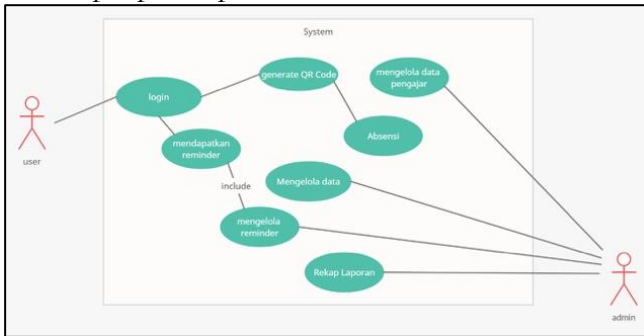 System
generate QR Code
mengelola data
pengajar
login
Absensi
user
mendapatkan
reminder
include
Mengelola data
mengelola
reminder
Rekap Laporan
admin